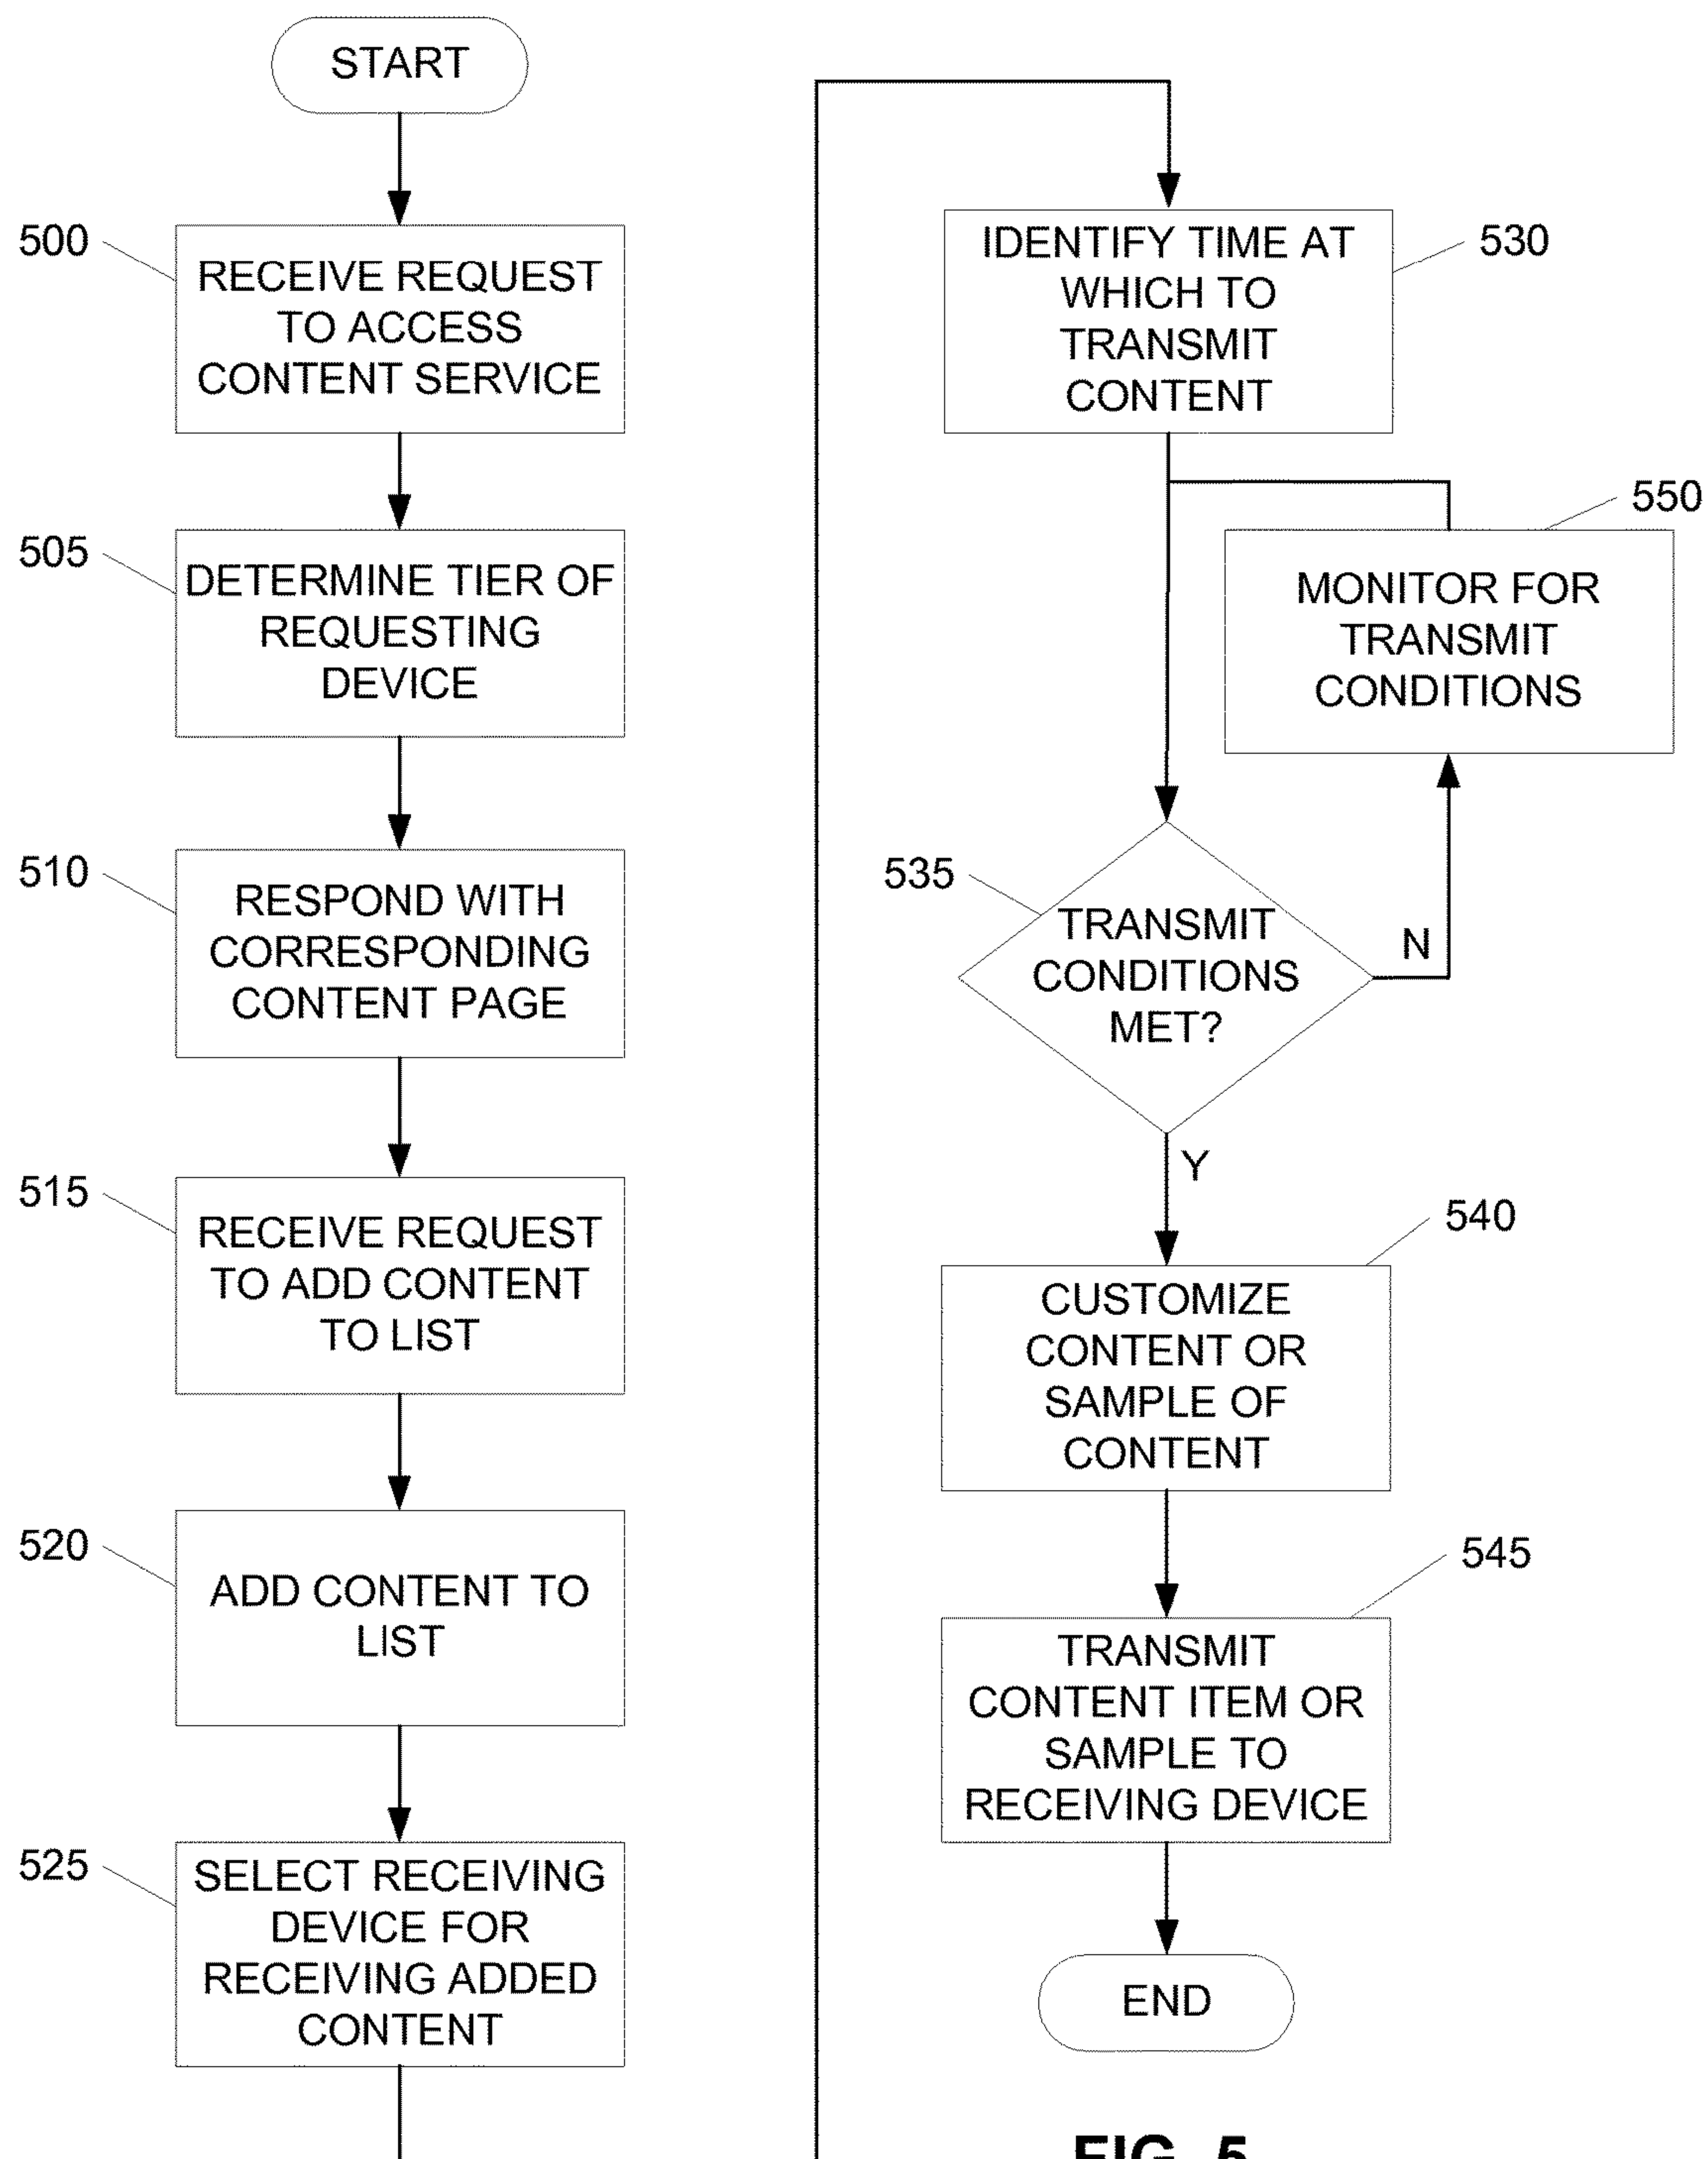 START
500
RECEIVE REQUEST
TO ACCESS
CONTENT SERVICE
505
DETERMINE TIER OF
REQUESTING
DEVICE
510
RESPOND WITH
CORRESPONDING
CONTENT PAGE
515
RECEIVE REQUEST
TO ADD CONTENT
TO LIST
520
ADD CONTENT TO
LIST
525
SELECT RECEIVING
DEVICE FOR
RECEIVING ADDED
CONTENT
530
IDENTIFY TIME AT
WHICH TO
TRANSMIT
CONTENT
550
MONITOR FOR
TRANSMIT
CONDITIONS
535
TRANSMIT
CONDITIONS
MET?
N
Y
540
CUSTOMIZE
CONTENT OR
SAMPLE OF
CONTENT
545
TRANSMIT
CONTENT ITEM OR
SAMPLE TO
RECEIVING DEVICE
END
FIG. 5